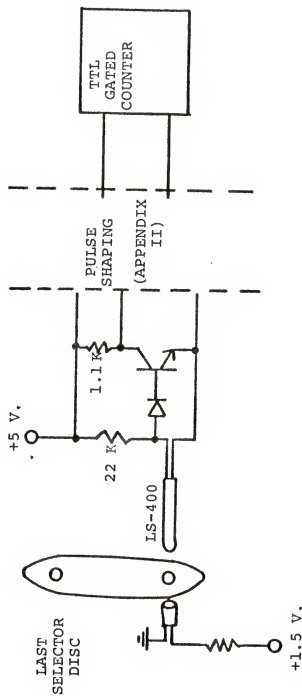 LAST
SELECTOR
DISC
+1.5 V.
LS-400
+5 V.
22 K
1.1 K
PULSE
SHAPING
(APPENDIX
II)
TTL
GATED
COUNTER